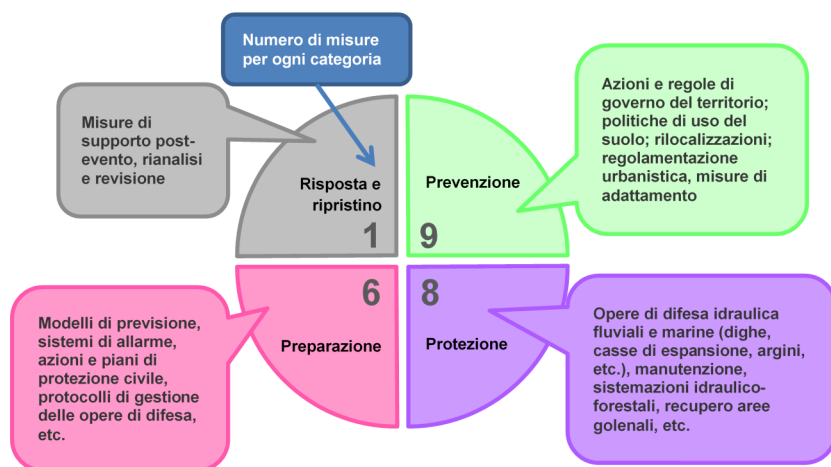 Numero di misure
per ogni categoria
Misure di
supporto post-
evento, rianalisi
e revisione
Azioni e regole di
governo del territorio;
politiche di uso del
suolo; rilocalizzazioni;
regolamentazione
urbanistica, misure di
adattamento
Risposta e
ripristino
1
Prevenzione
9
6
Preparazione
8
Protezione
Modelli di previsione,
sistemi di allarme,
azioni e piani di
protezione civile,
protocolli di gestione
delle opere di difesa,
etc.
Opere di difesa idraulica
fluviali e marine (dighe,
casse di espansione, argini,
etc.), manutenzione,
sistemazioni idraulico-
forestali, recupero aree
golenali, etc.